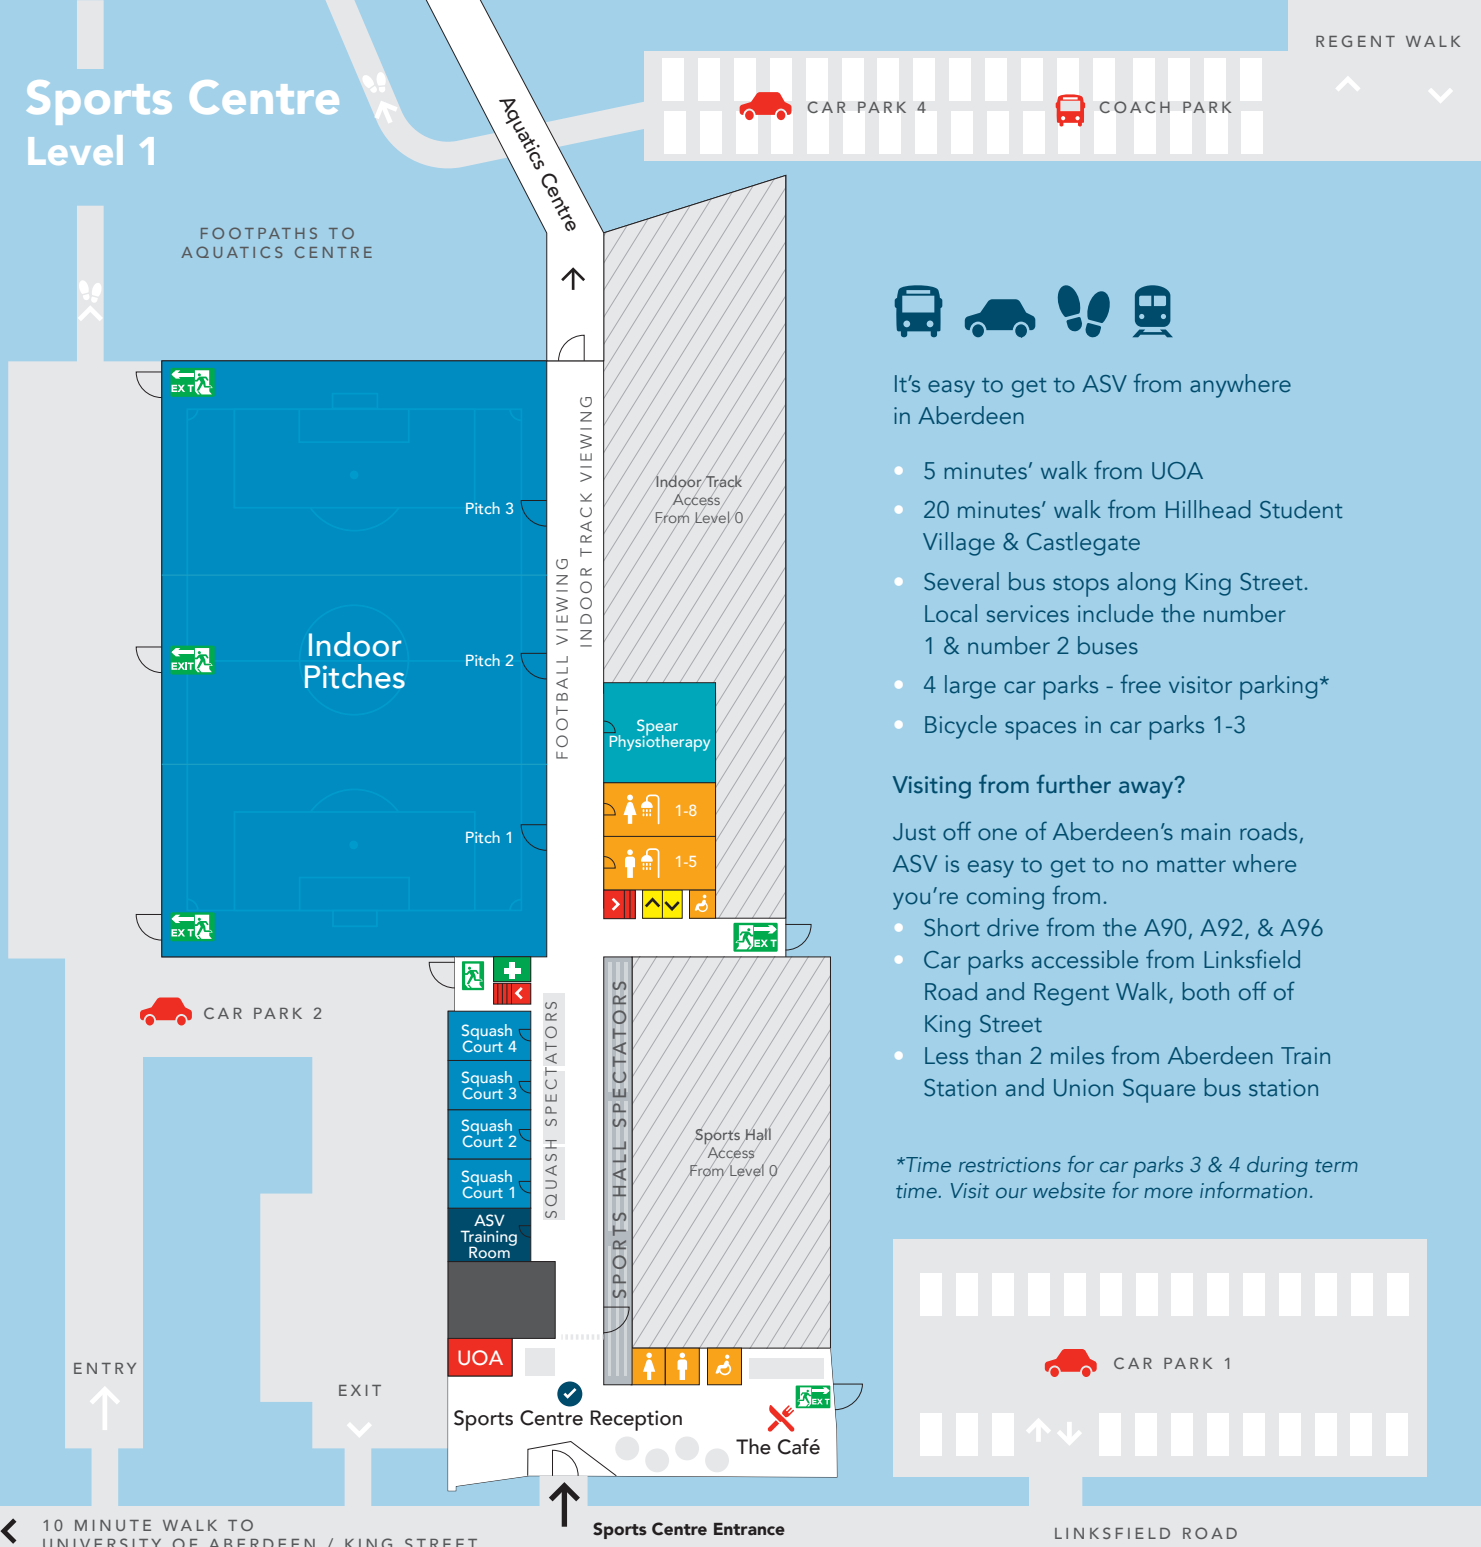 Sports Centre
Level 1
REGENT WALK
CAR PARK 4
COACH PARK
Aquatics Centre
FOOTPATHS TO
AQUATICS CENTRE
EXIT
Pitch 3
Indoor
Pitches
Pitch 2
EXIT
Pitch 1
EXIT
FOOTBALL VIEWING
INDOOR TRACK VIEWING
Indoor Track
Access
From Level 0
Spear
Physiotherapy
1-8
1-5
EXIT
CAR PARK 2
Squash
Court 4
Squash
Court 3
Squash
Court 2
Squash
Court 1
ASV
Training
Room
SQUASH SPECTATORS
SPORTS HALL SPECTATORS
Sports Hall
Access
From Level 0
UOA
Sports Centre Reception
EXIT
The Café
ENTRY
EXIT
10 MINUTE WALK TO
UNIVERSITY OF ABERDEEN / KING STREET
Sports Centre Entrance
It's easy to get to ASV from anywhere
in Aberdeen
• 5 minutes' walk from UOA
• 20 minutes' walk from Hillhead Student
Village & Castlegate
• Several bus stops along King Street.
Local services include the number
1 & number 2 buses
• 4 large car parks - free visitor parking*
• Bicycle spaces in car parks 1-3
Visiting from further away?
Just off one of Aberdeen's main roads,
ASV is easy to get to no matter where
you're coming from.
• Short drive from the A90, A92, & A96
• Car parks accessible from Linksfield
Road and Regent Walk, both off of
King Street
• Less than 2 miles from Aberdeen Train
Station and Union Square bus station
*Time restrictions for car parks 3 & 4 during term
time. Visit our website for more information.
CAR PARK 1
LINKSFIELD ROAD